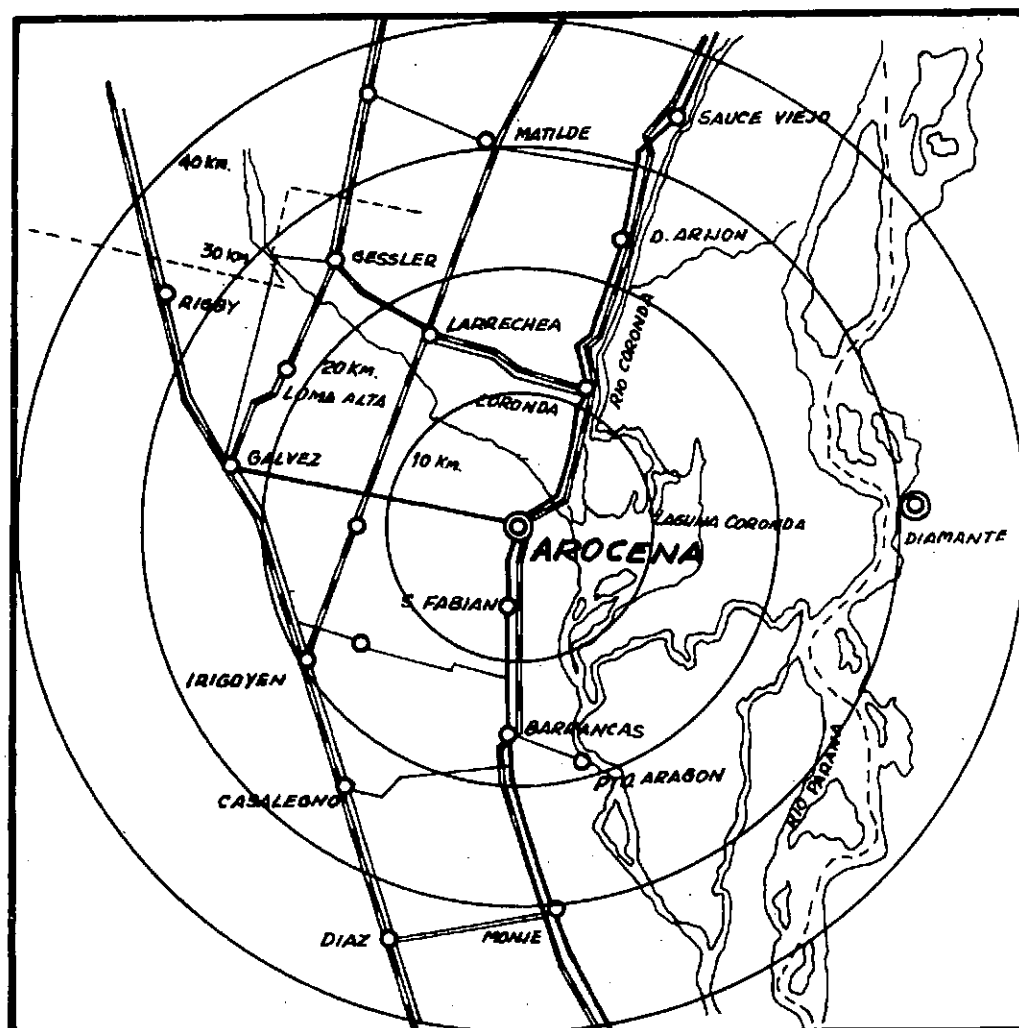 SAUCE VIEJO
MATILDE
40 KM.
D. ARIJON
30 KM.
GESSLER
RIGBY
LARRECHEA
RIO CORONDA
20 KM.
LOMA ALTA
CORONDA
GALVEZ
10 KM.
LAGUNA CORONDA
DIAMANTE
AROCENA
S. FABIAN
IRIGOYEN
BARRANCAS
PTO. ARAGON
CASALEGNO
RIO PARANA
DIAZ
MONJE